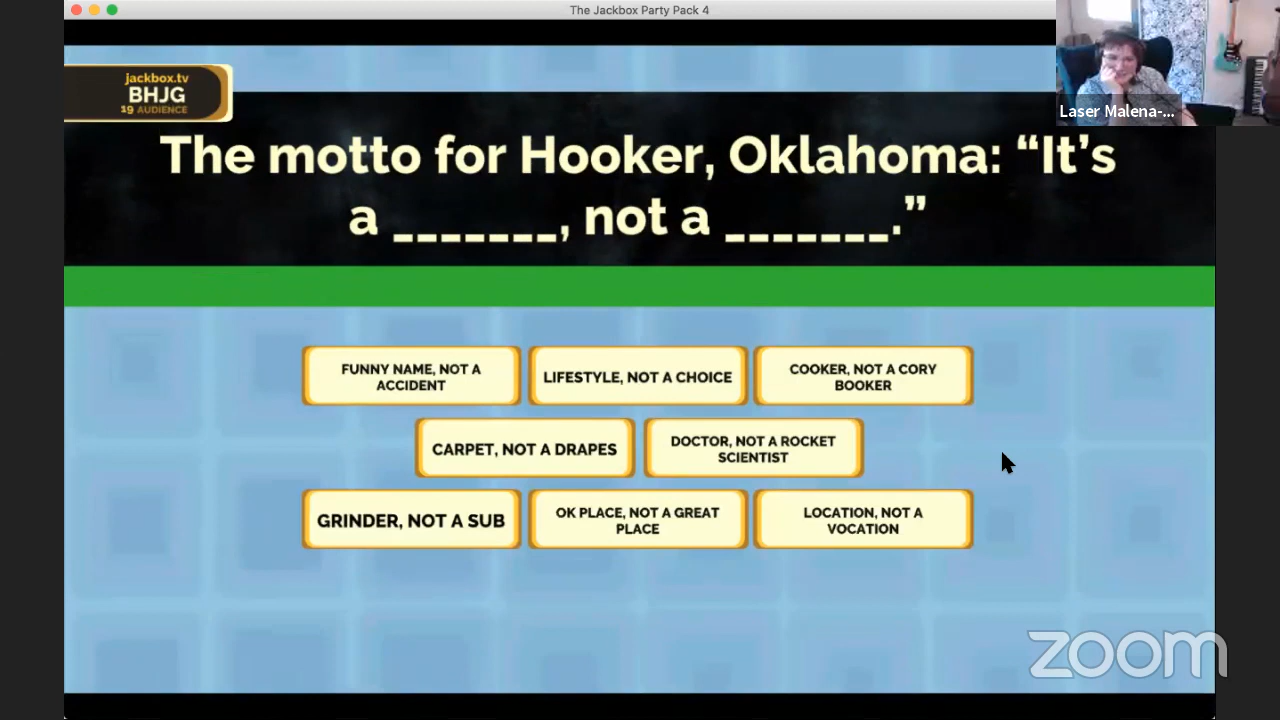 The Jackbox Party Pack 4
jackbox.tv
BHJG
19 AUDIENCE
Laser Malena-...
The motto for Hooker, Oklahoma: “It’s
a _______, not a _______.”
FUNNY NAME, NOT A
ACCIDENT
LIFESTYLE, NOT A CHOICE
COOKER, NOT A CORY
BOOKER
CARPET, NOT A DRAPES
DOCTOR, NOT A ROCKET
SCIENTIST
GRINDER, NOT A SUB
OK PLACE, NOT A GREAT
PLACE
LOCATION, NOT A
VOCATION
zoom